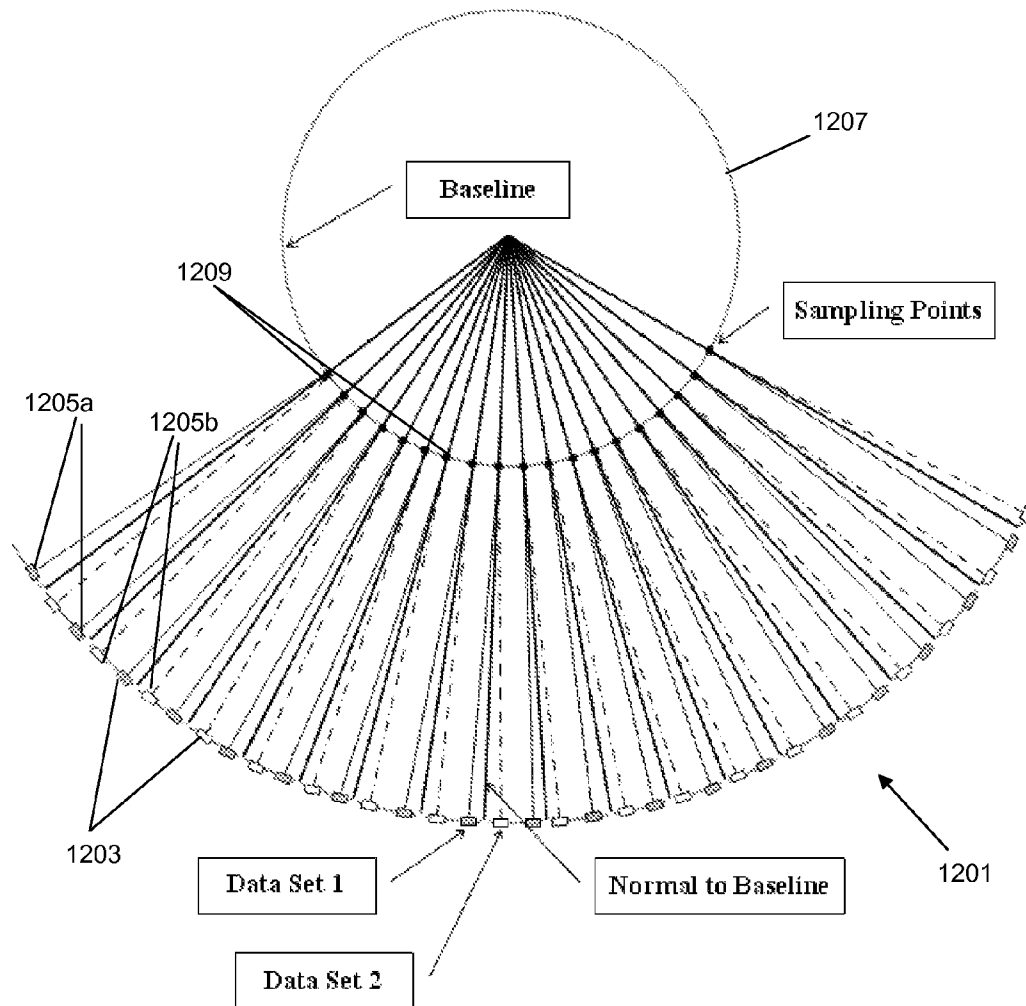 1207
Baseline
1209
Sampling Points
1205a
1205b
1203
Data Set 1
Normal to Baseline
1201
Data Set 2